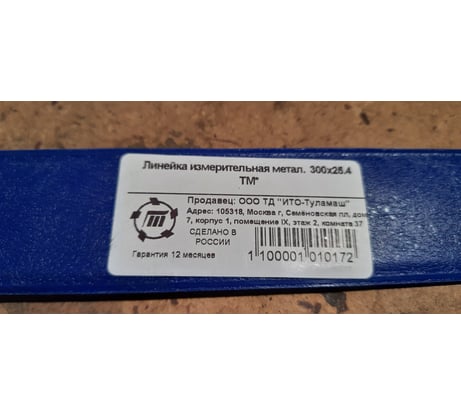 Линейка измерительная метал. 300x25.4
ТМ*
Продавец: ООО ТД "ИТО-Туламаш"
Адрес: 105318, Москва г, Семёновская пл, дом
7, корпус 1, помещение IX, этаж 2, комната 37
СДЕЛАНО В
РОССИИ
Гарантия 12 месяцев
1 100001 010172